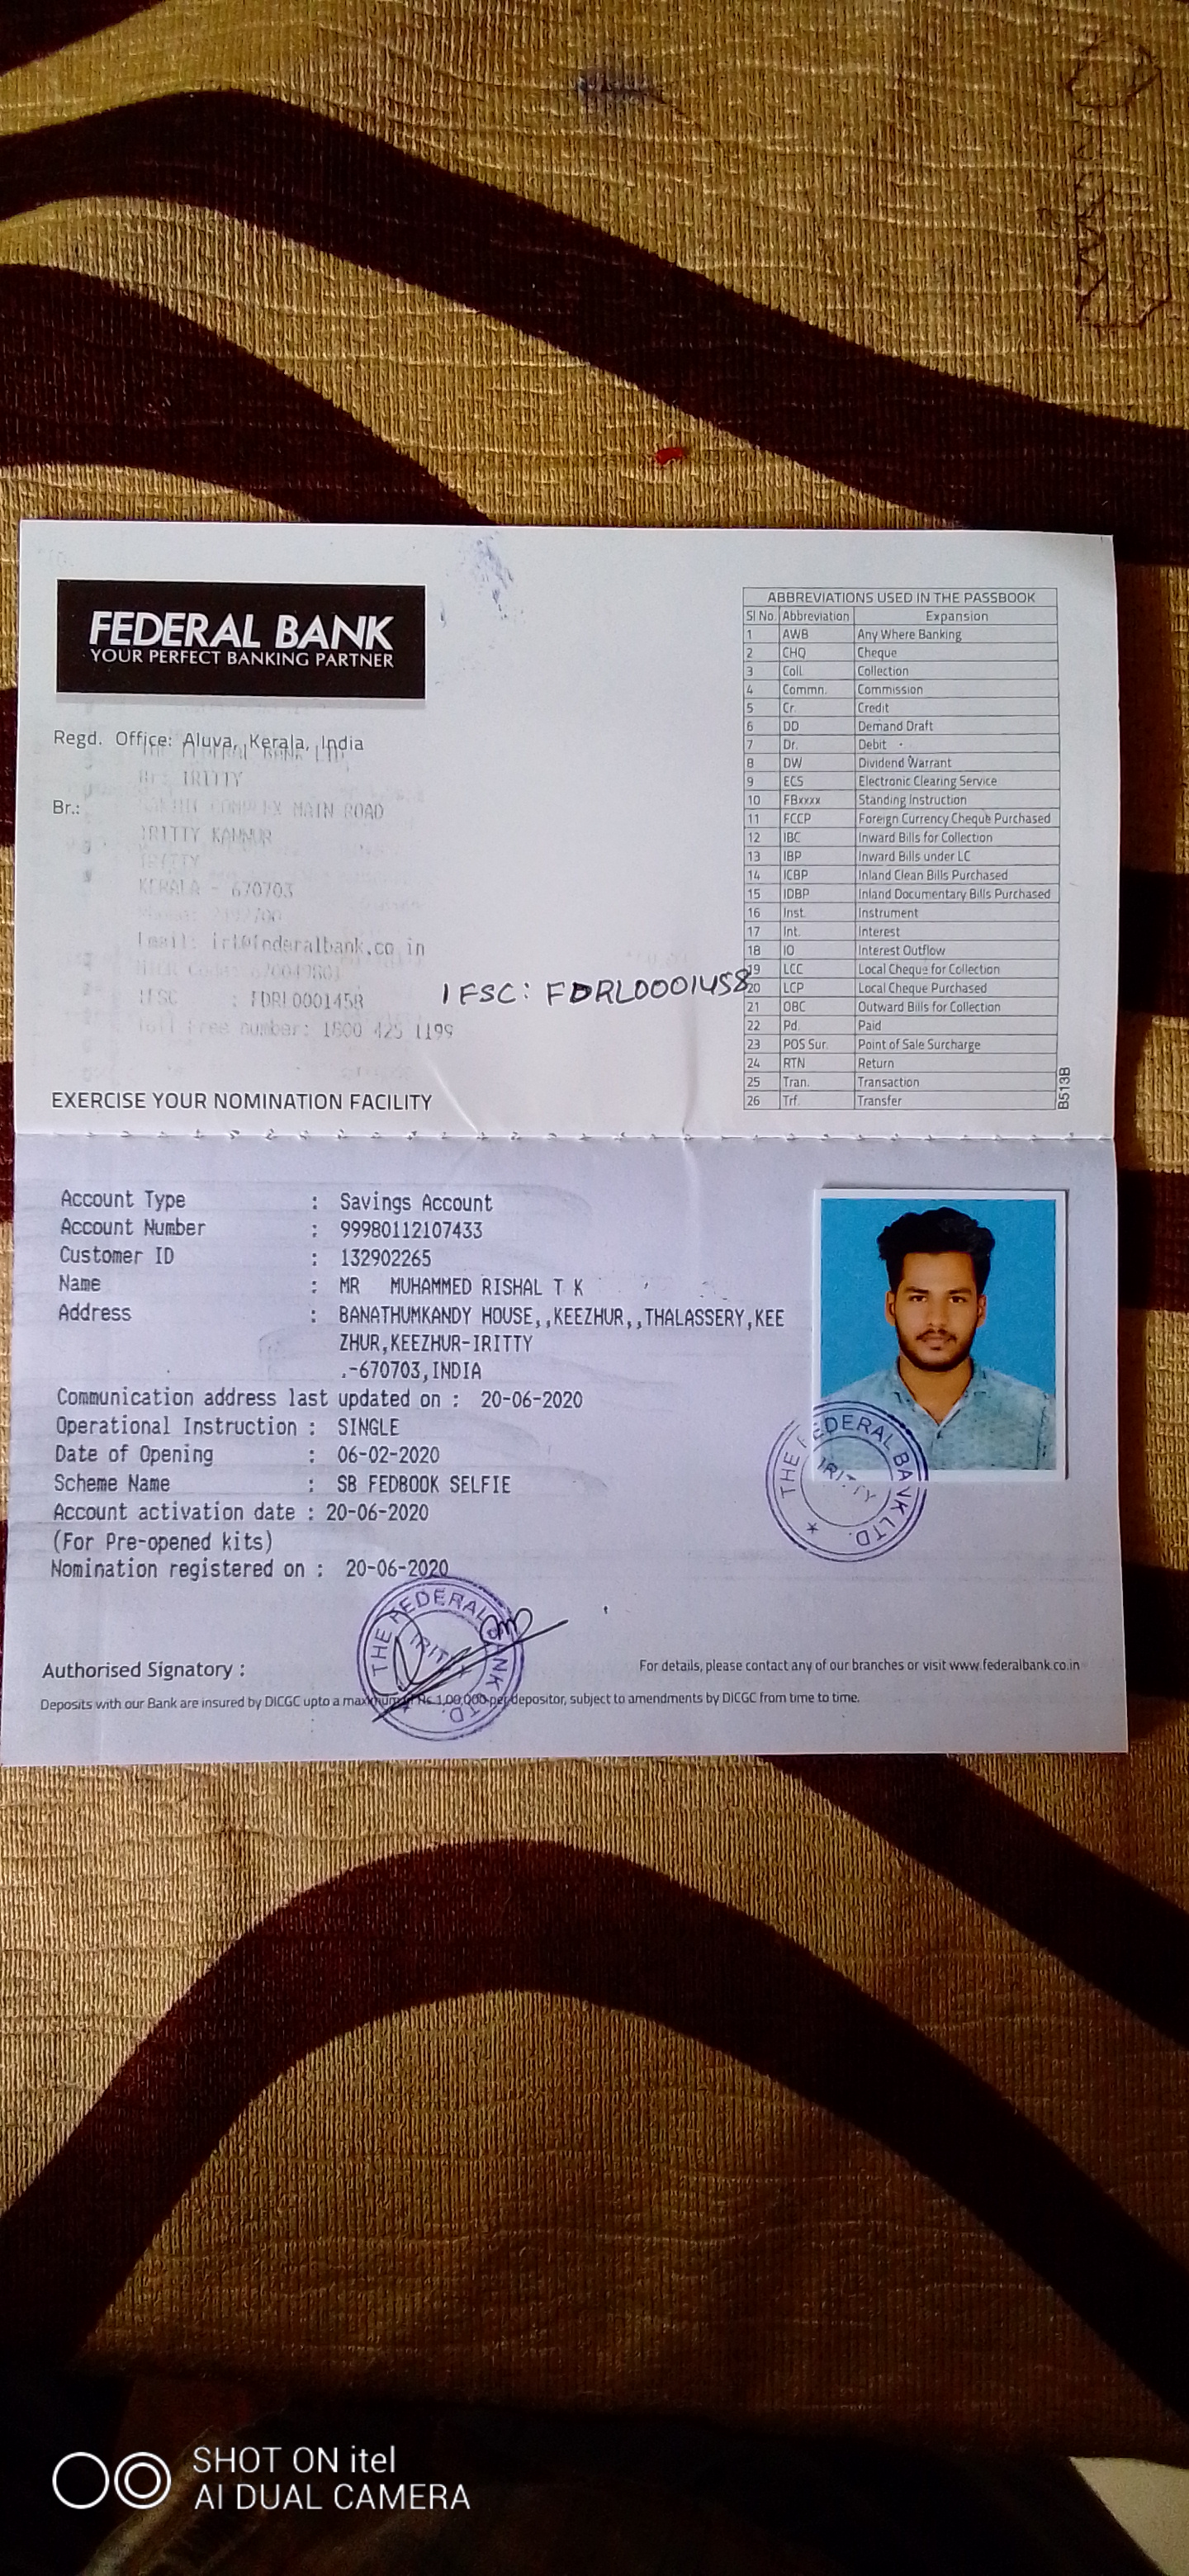 FEDERAL BANK
YOUR PERFECT BANKING PARTNER
Regd. Office: Aluva, Kerala, India
Br.: IRITTY
Br.:
COMPLEX MAIN ROAD
IRITTY KANNUR
IRITTY
KERALA - 670703
Email: irt@federalbank.co.in
IFSC : FDRL0001458
Toll Free number: 1800 425 1199
IFSC: FDRL0001458
EXERCISE YOUR NOMINATION FACILITY
ABBREVIATIONS USED IN THE PASSBOOK
Sl No. Abbreviation Expansion
1 AWB Any Where Banking
2 CHQ Cheque
3 Coll. Collection
4 Commn. Commission
5 Cr. Credit
6 DD Demand Draft
7 Dr. Debit
8 DW Dividend Warrant
9 ECS Electronic Clearing Service
10 FBxxxx Standing Instruction
11 FCCP Foreign Currency Cheque Purchased
12 IBC Inward Bills for Collection
13 IBP Inward Bills under LC
14 ICBP Inland Clean Bills Purchased
15 IDBP Inland Documentary Bills Purchased
16 Inst. Instrument
17 Int. Interest
18 IO Interest Outflow
19 LCC Local Cheque for Collection
20 LCP Local Cheque Purchased
21 OBC Outward Bills for Collection
22 Pd. Paid
23 POS Sur. Point of Sale Surcharge
24 RTN Return
25 Tran. Transaction
26 Trf. Transfer
B513B
Account Type : Savings Account
Account Number : 99980112107433
Customer ID : 132902265
Name : MR MUHAMMED RISHAL T K
Address : BANATHUMKANDY HOUSE,,KEEZHUR,,THALASSERY,KEE
ZHUR,KEEZHUR-IRITTY
.-670703,INDIA
Communication address last updated on : 20-06-2020
Operational Instruction : SINGLE
Date of Opening : 06-02-2020
Scheme Name : SB FEDBOOK SELFIE
Account activation date : 20-06-2020
(For Pre-opened kits)
Nomination registered on : 20-06-2020
THE FEDERAL BANK LTD.
IRITTY
THE FEDERAL BANK LTD.
IRITTY
Authorised Signatory :
For details, please contact any of our branches or visit www.federalbank.co.in
Deposits with our Bank are insured by DICGC upto a maximum of Rs.1,00,000 per depositor, subject to amendments by DICGC from time to time.
SHOT ON itel
AI DUAL CAMERA